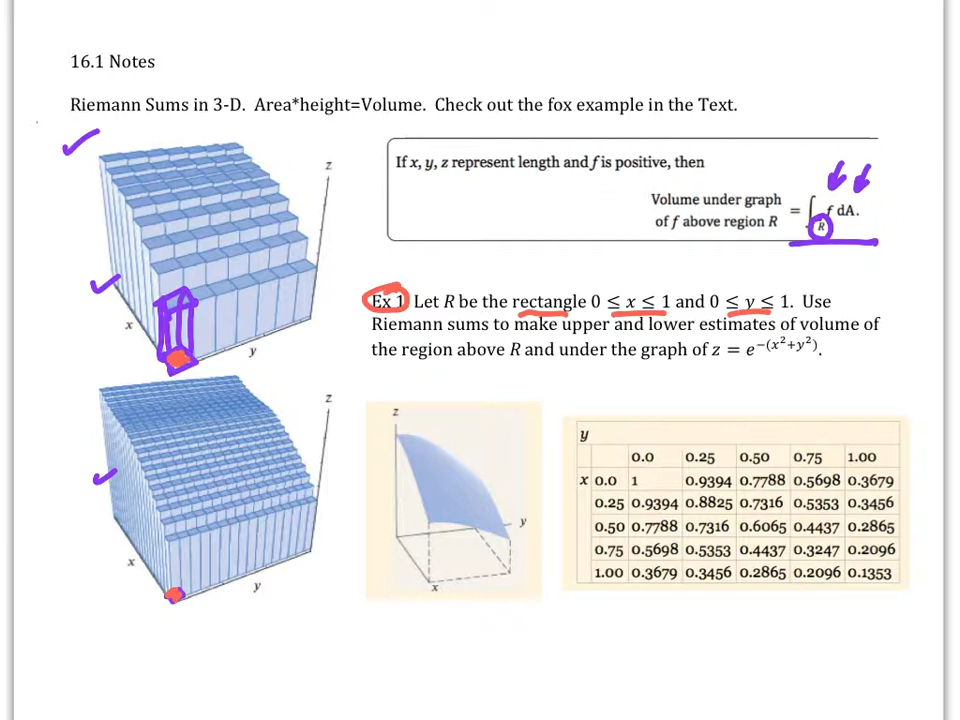 16.1 Notes
Riemann Sums in 3-D. Area*height=Volume. Check out the fox example in the Text.
z
x
y
If x, y, z represent length and f is positive, then
Volume under graph
of f above region R
= ∫_R f dA.
Ex 1 Let R be the rectangle 0 ≤ x ≤ 1 and 0 ≤ y ≤ 1. Use
Riemann sums to make upper and lower estimates of volume of
the region above R and under the graph of z = e^{−(x²+y²)}.
z
x
y
z
y
x
y
0.0 0.25 0.50 0.75 1.00
x 0.0 1 0.9394 0.7788 0.5698 0.3679
0.25 0.9394 0.8825 0.7316 0.5353 0.3456
0.50 0.7788 0.7316 0.6065 0.4437 0.2865
0.75 0.5698 0.5353 0.4437 0.3247 0.2096
1.00 0.3679 0.3456 0.2865 0.2096 0.1353